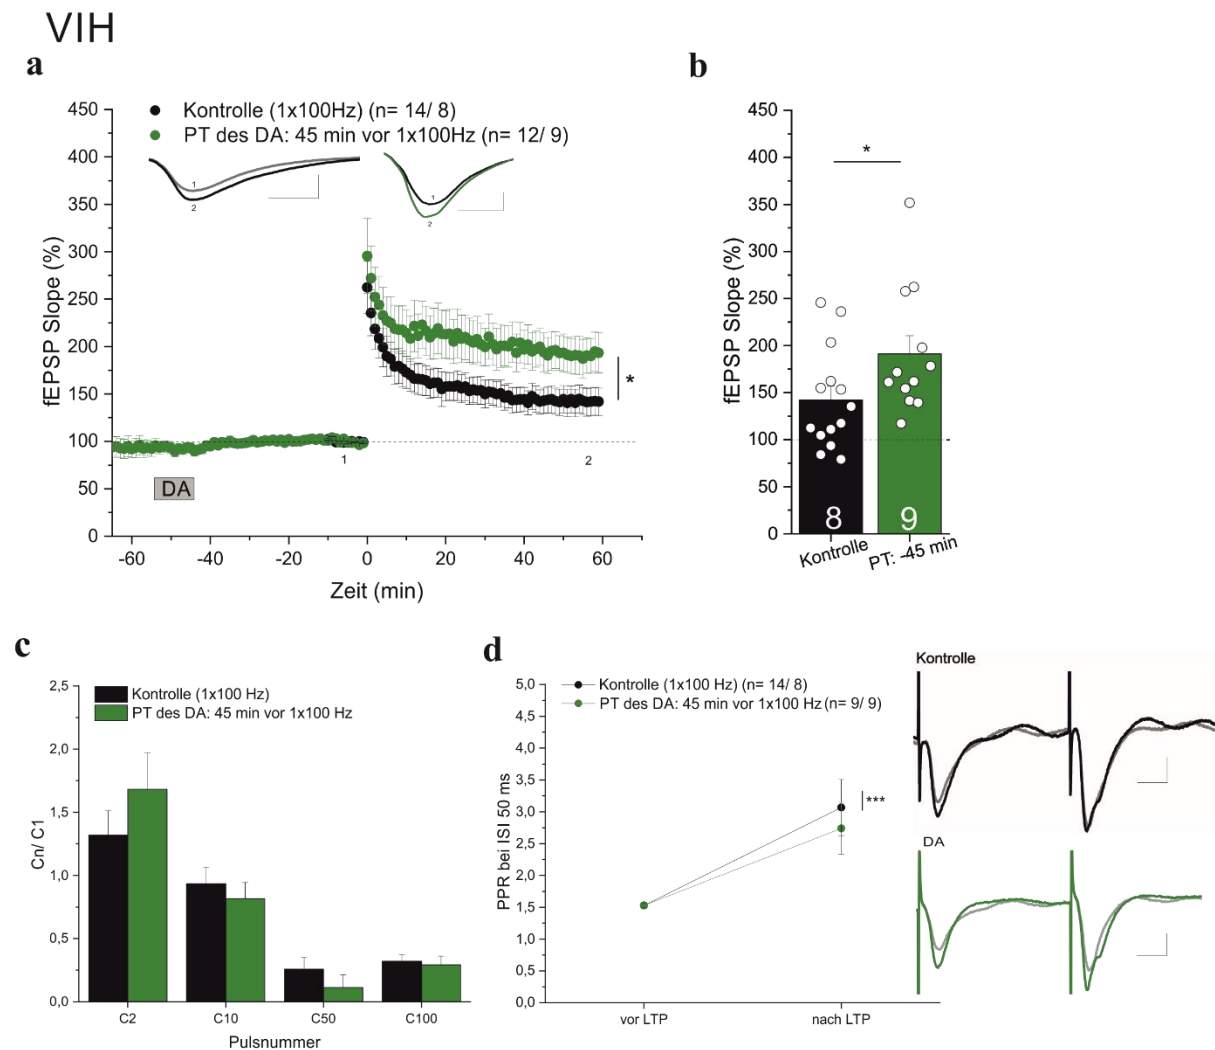 VIH
a
450
400
350
300
250
200
150
100
50
0
fEPSP Slope (%)
Kontrolle (1x100Hz) (n= 14/ 8)
PT des DA: 45 min vor 1x100Hz (n= 12/ 9)
1
2
1
2
*
1
2
DA
-60
-40
-20
0
20
40
60
Zeit (min)
b
450
400
350
300
250
200
150
100
50
0
fEPSP Slope (%)
*
8
9
Kontrolle
PT: -45 min
c
2,5
2,0
1,5
1,0
0,5
0,0
Cn/ C1
Kontrolle (1x100 Hz)
PT des DA: 45 min vor 1x100 Hz
C2
C10
C50
C100
Pulsnummer
d
5,0
4,5
4,0
3,5
3,0
2,5
2,0
1,5
1,0
0,5
0,0
PPR bei ISI 50 ms
Kontrolle (1x100 Hz) (n= 14/ 8)
PT des DA: 45 min vor 1x100 Hz (n= 9/ 9)
***
vor LTP
nach LTP
Kontrolle
DA